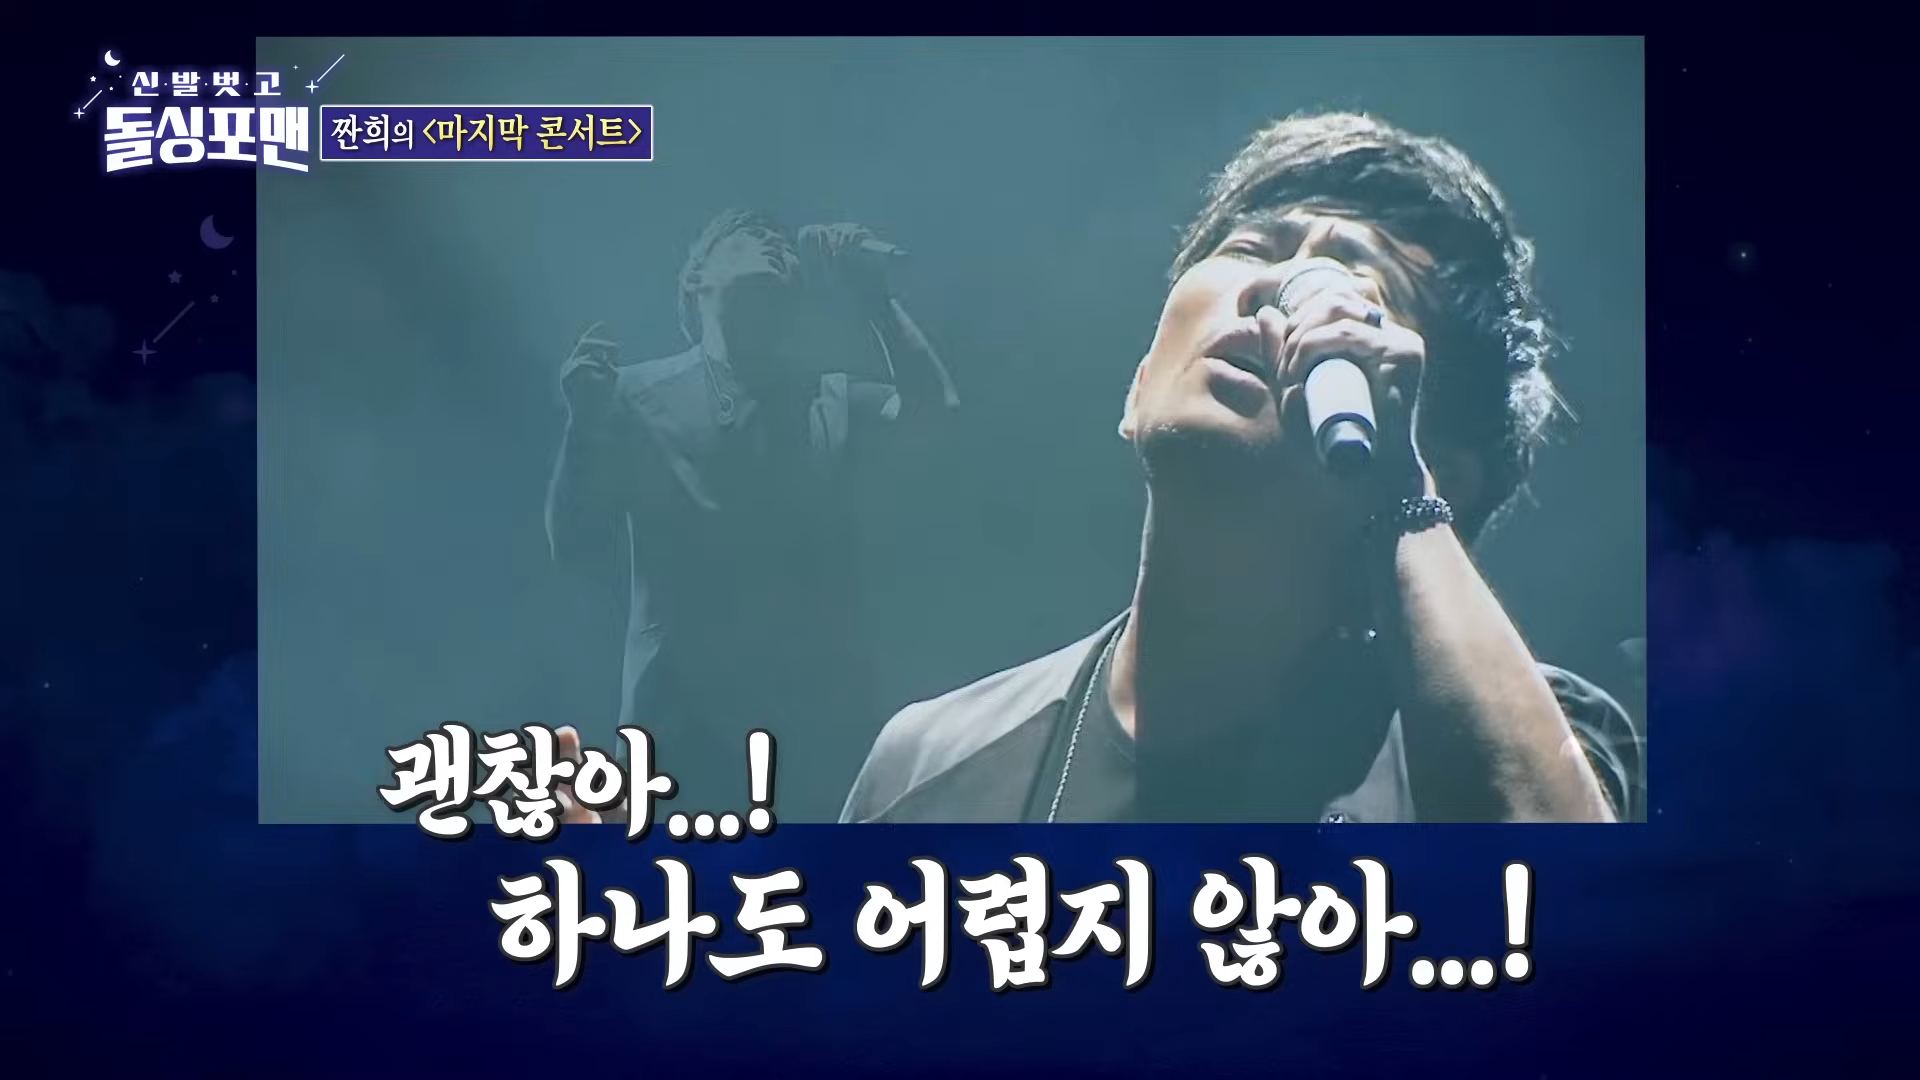 신·발·벗·고
돌싱포맨
짠희의 <마지막 콘서트>
괜찮아...!
하나도 어렵지 않아...!